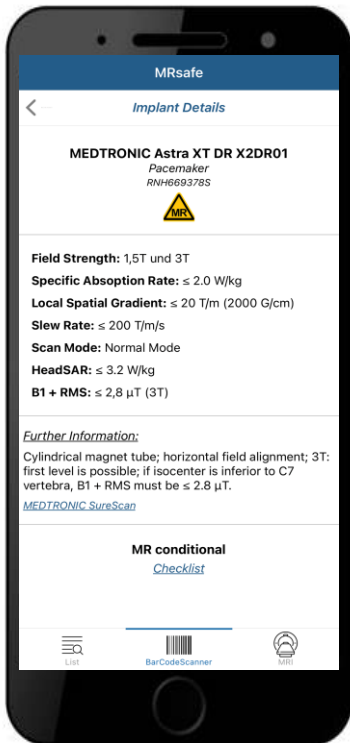 MRsafe
Implant Details
MEDTRONIC Astra XT DR X2DR01
Pacemaker
RNH669378S
MR
Field Strength: 1,5T und 3T
Specific Absoption Rate: ≤ 2.0 W/kg
Local Spatial Gradient: ≤ 20 T/m (2000 G/cm)
Slew Rate: ≤ 200 T/m/s
Scan Mode: Normal Mode
HeadSAR: ≤ 3.2 W/kg
B1 + RMS: ≤ 2,8 μT (3T)
Further Information:
Cylindrical magnet tube; horizontal field alignment; 3T:
first level is possible; if isocenter is inferior to C7
vertebra, B1 + RMS must be ≤ 2.8 μT.
MEDTRONIC SureScan
MR conditional
Checklist
List
BarCodeScanner
MRI